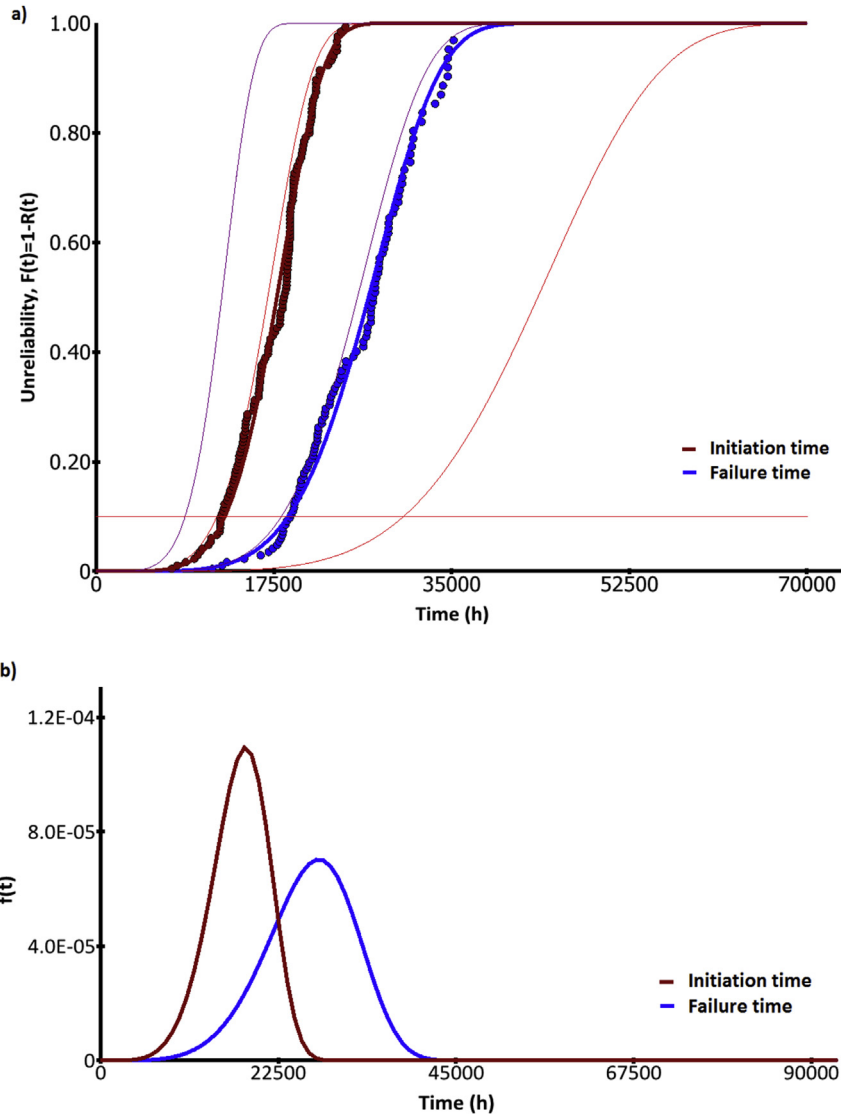 a)
1.00
0.80
0.60
0.40
0.20
0
Unreliability, F(t)=1-R(t)
Initiation time
Failure time
0 17500 35000 52500 70000
Time (h)
b)
1.2E-04
8.0E-05
4.0E-05
0
f(t)
Initiation time
Failure time
0 22500 45000 67500 90000
Time (h)